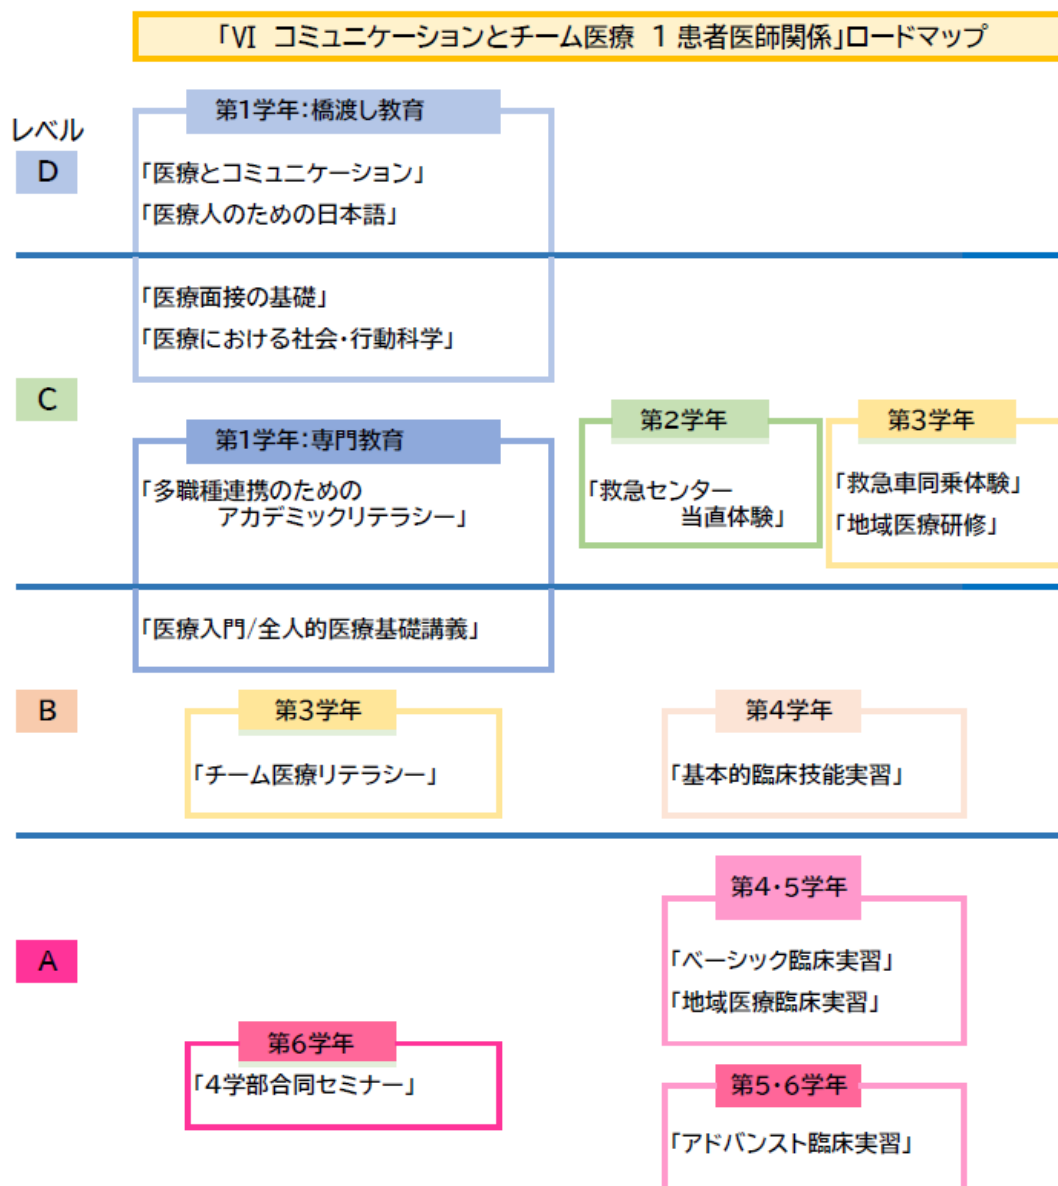 「Ⅵ コミュニケーションとチーム医療 1 患者医師関係」ロードマップ
レベル
D
第1学年:橋渡し教育
「医療とコミュニケーション」
「医療人のための日本語」
「医療面接の基礎」
「医療における社会・行動科学」
C
第1学年:専門教育
「多職種連携のための
アカデミックリテラシー」
第2学年
「救急センター
当直体験」
第3学年
「救急車同乗体験」
「地域医療研修」
「医療入門/全人的医療基礎講義」
B
第3学年
「チーム医療リテラシー」
第4学年
「基本的臨床技能実習」
A
第4・5学年
「ベーシック臨床実習」
「地域医療臨床実習」
第6学年
「4学部合同セミナー」
第5・6学年
「アドバンスト臨床実習」